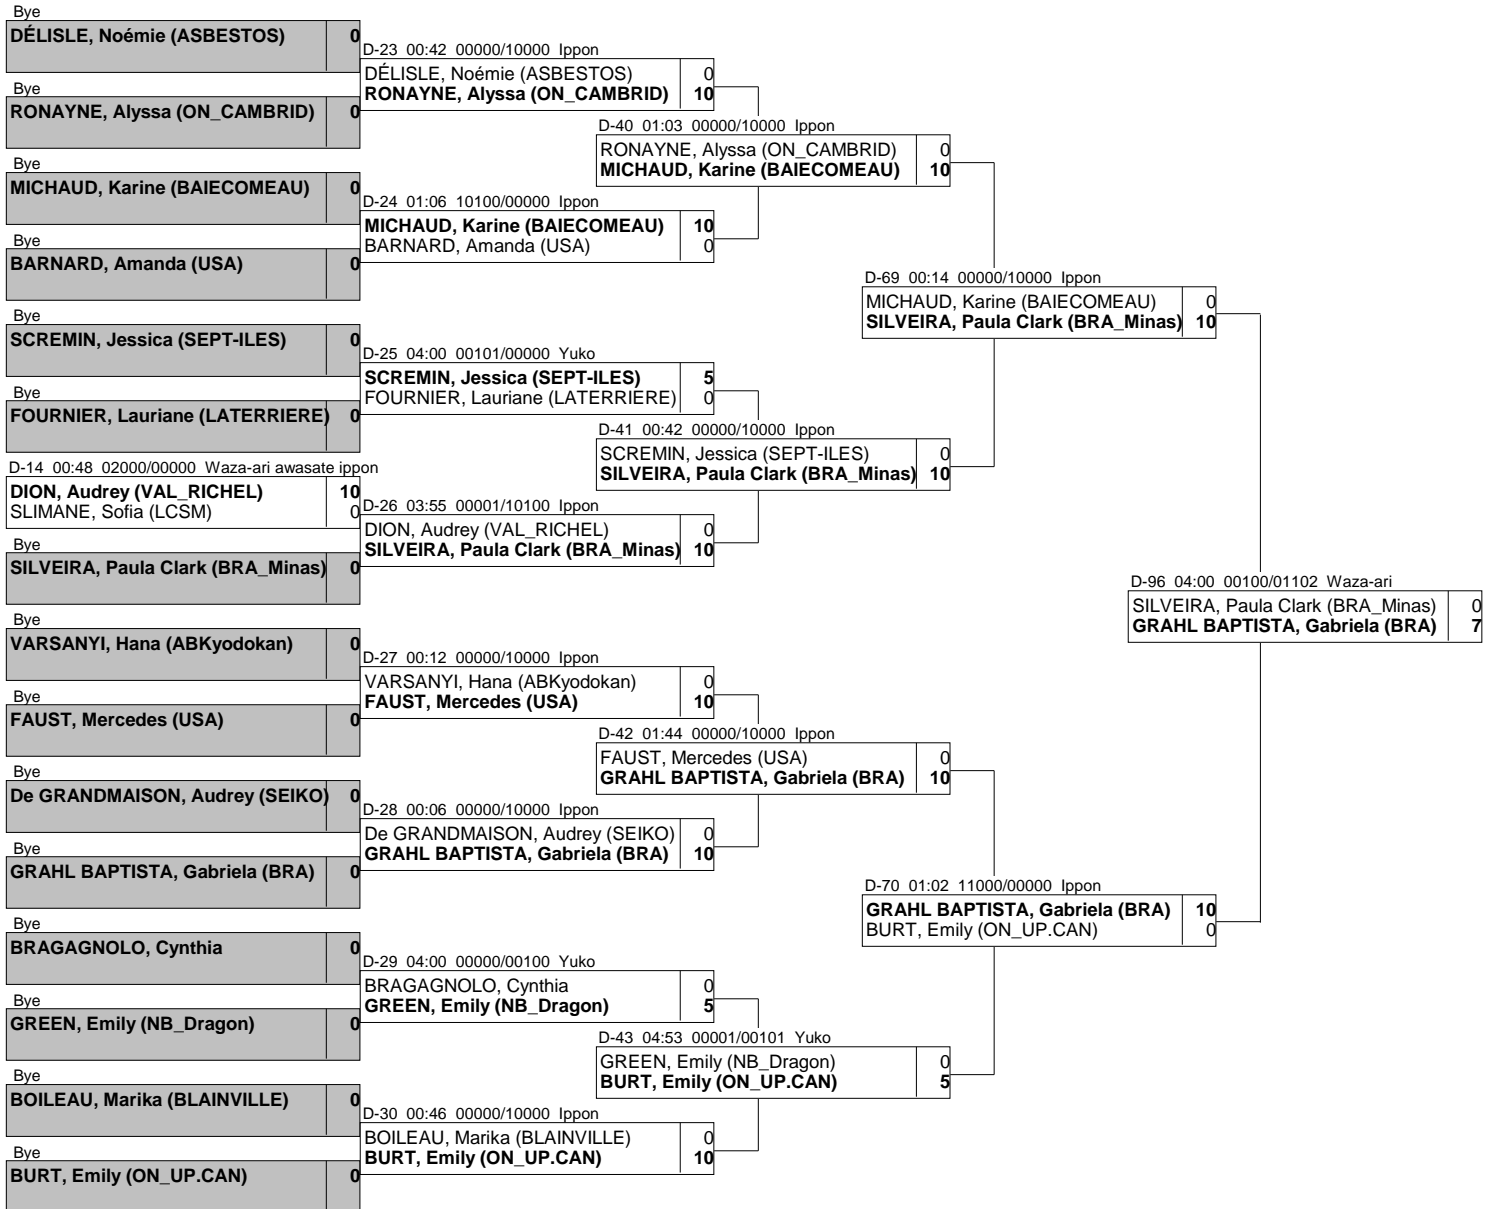 Bye
DÉLISLE, Noémie (ASBESTOS) 0
Bye
RONAYNE, Alyssa (ON_CAMBRID) 0
Bye
MICHAUD, Karine (BAIECOMEAU) 0
Bye
BARNARD, Amanda (USA) 0
Bye
SCREMIN, Jessica (SEPT-ILES) 0
Bye
FOURNIER, Lauriane (LATERRIERE) 0
D-14 00:48 02000/00000 Waza-ari awasate ippon
DION, Audrey (VAL_RICHEL) 10
SLIMANE, Sofia (LCSM) 0
Bye
SILVEIRA, Paula Clark (BRA_Minas) 0
Bye
VARSANYI, Hana (ABKyodokan) 0
Bye
FAUST, Mercedes (USA) 0
Bye
De GRANDMAISON, Audrey (SEIKO) 0
Bye
GRAHL BAPTISTA, Gabriela (BRA) 0
Bye
BRAGAGNOLO, Cynthia 0
Bye
GREEN, Emily (NB_Dragon) 0
Bye
BOILEAU, Marika (BLAINVILLE) 0
Bye
BURT, Emily (ON_UP.CAN) 0
D-23 00:42 00000/10000 Ippon
DÉLISLE, Noémie (ASBESTOS) 0
RONAYNE, Alyssa (ON_CAMBRID) 10
D-24 01:06 10100/00000 Ippon
MICHAUD, Karine (BAIECOMEAU) 10
BARNARD, Amanda (USA) 0
D-25 04:00 00101/00000 Yuko
SCREMIN, Jessica (SEPT-ILES) 5
FOURNIER, Lauriane (LATERRIERE) 0
D-26 03:55 00001/10100 Ippon
DION, Audrey (VAL_RICHEL) 0
SILVEIRA, Paula Clark (BRA_Minas) 10
D-27 00:12 00000/10000 Ippon
VARSANYI, Hana (ABKyodokan) 0
FAUST, Mercedes (USA) 10
D-28 00:06 00000/10000 Ippon
De GRANDMAISON, Audrey (SEIKO) 0
GRAHL BAPTISTA, Gabriela (BRA) 10
D-29 04:00 00000/00100 Yuko
BRAGAGNOLO, Cynthia 0
GREEN, Emily (NB_Dragon) 5
D-30 00:46 00000/10000 Ippon
BOILEAU, Marika (BLAINVILLE) 0
BURT, Emily (ON_UP.CAN) 10
D-40 01:03 00000/10000 Ippon
RONAYNE, Alyssa (ON_CAMBRID) 0
MICHAUD, Karine (BAIECOMEAU) 10
D-41 00:42 00000/10000 Ippon
SCREMIN, Jessica (SEPT-ILES) 0
SILVEIRA, Paula Clark (BRA_Minas) 10
D-42 01:44 00000/10000 Ippon
FAUST, Mercedes (USA) 0
GRAHL BAPTISTA, Gabriela (BRA) 10
D-43 04:53 00001/00101 Yuko
GREEN, Emily (NB_Dragon) 0
BURT, Emily (ON_UP.CAN) 5
D-69 00:14 00000/10000 Ippon
MICHAUD, Karine (BAIECOMEAU) 0
SILVEIRA, Paula Clark (BRA_Minas) 10
D-70 01:02 11000/00000 Ippon
GRAHL BAPTISTA, Gabriela (BRA) 10
BURT, Emily (ON_UP.CAN) 0
D-96 04:00 00100/01102 Waza-ari
SILVEIRA, Paula Clark (BRA_Minas) 0
GRAHL BAPTISTA, Gabriela (BRA) 7